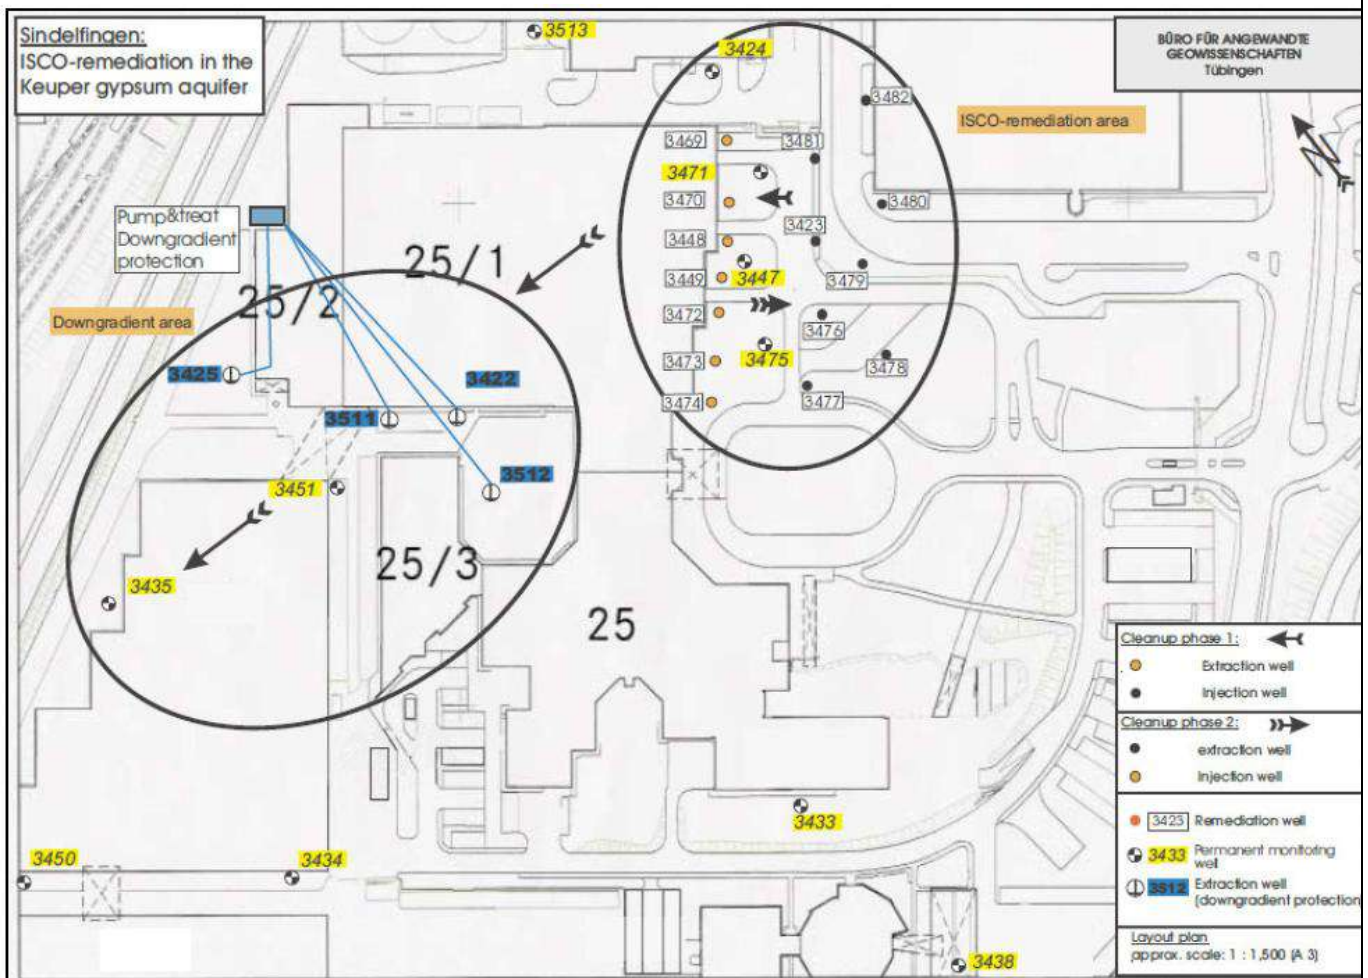 Sindelfingen:
ISCO-remediation in the
Keuper gypsum aquifer
3513
3424
BÜRO FÜR ANGEWANDTE
GEOWISSENSCHAFTEN
Tübingen
3482
ISCO-remediation area
3469
3481
3471
3470
3480
Pump&treat
Downgradient
protection
3423
3448
25/1
3449
3447
3479
25/2
3472
Downgradient area
3476
3473
3475
3478
3425
3422
3474
3477
3511
3512
3451
25/3
3435
25
Cleanup phase 1:
Extraction well
Injection well
Cleanup phase 2:
extraction well
Injection well
3433
3423 Remediation well
3433 Permanent monitoring
well
3450
3434
3512 Extraction well
(downgradient protection
Layout plan
approx. scale: 1 : 1,500 (A 3)
3438